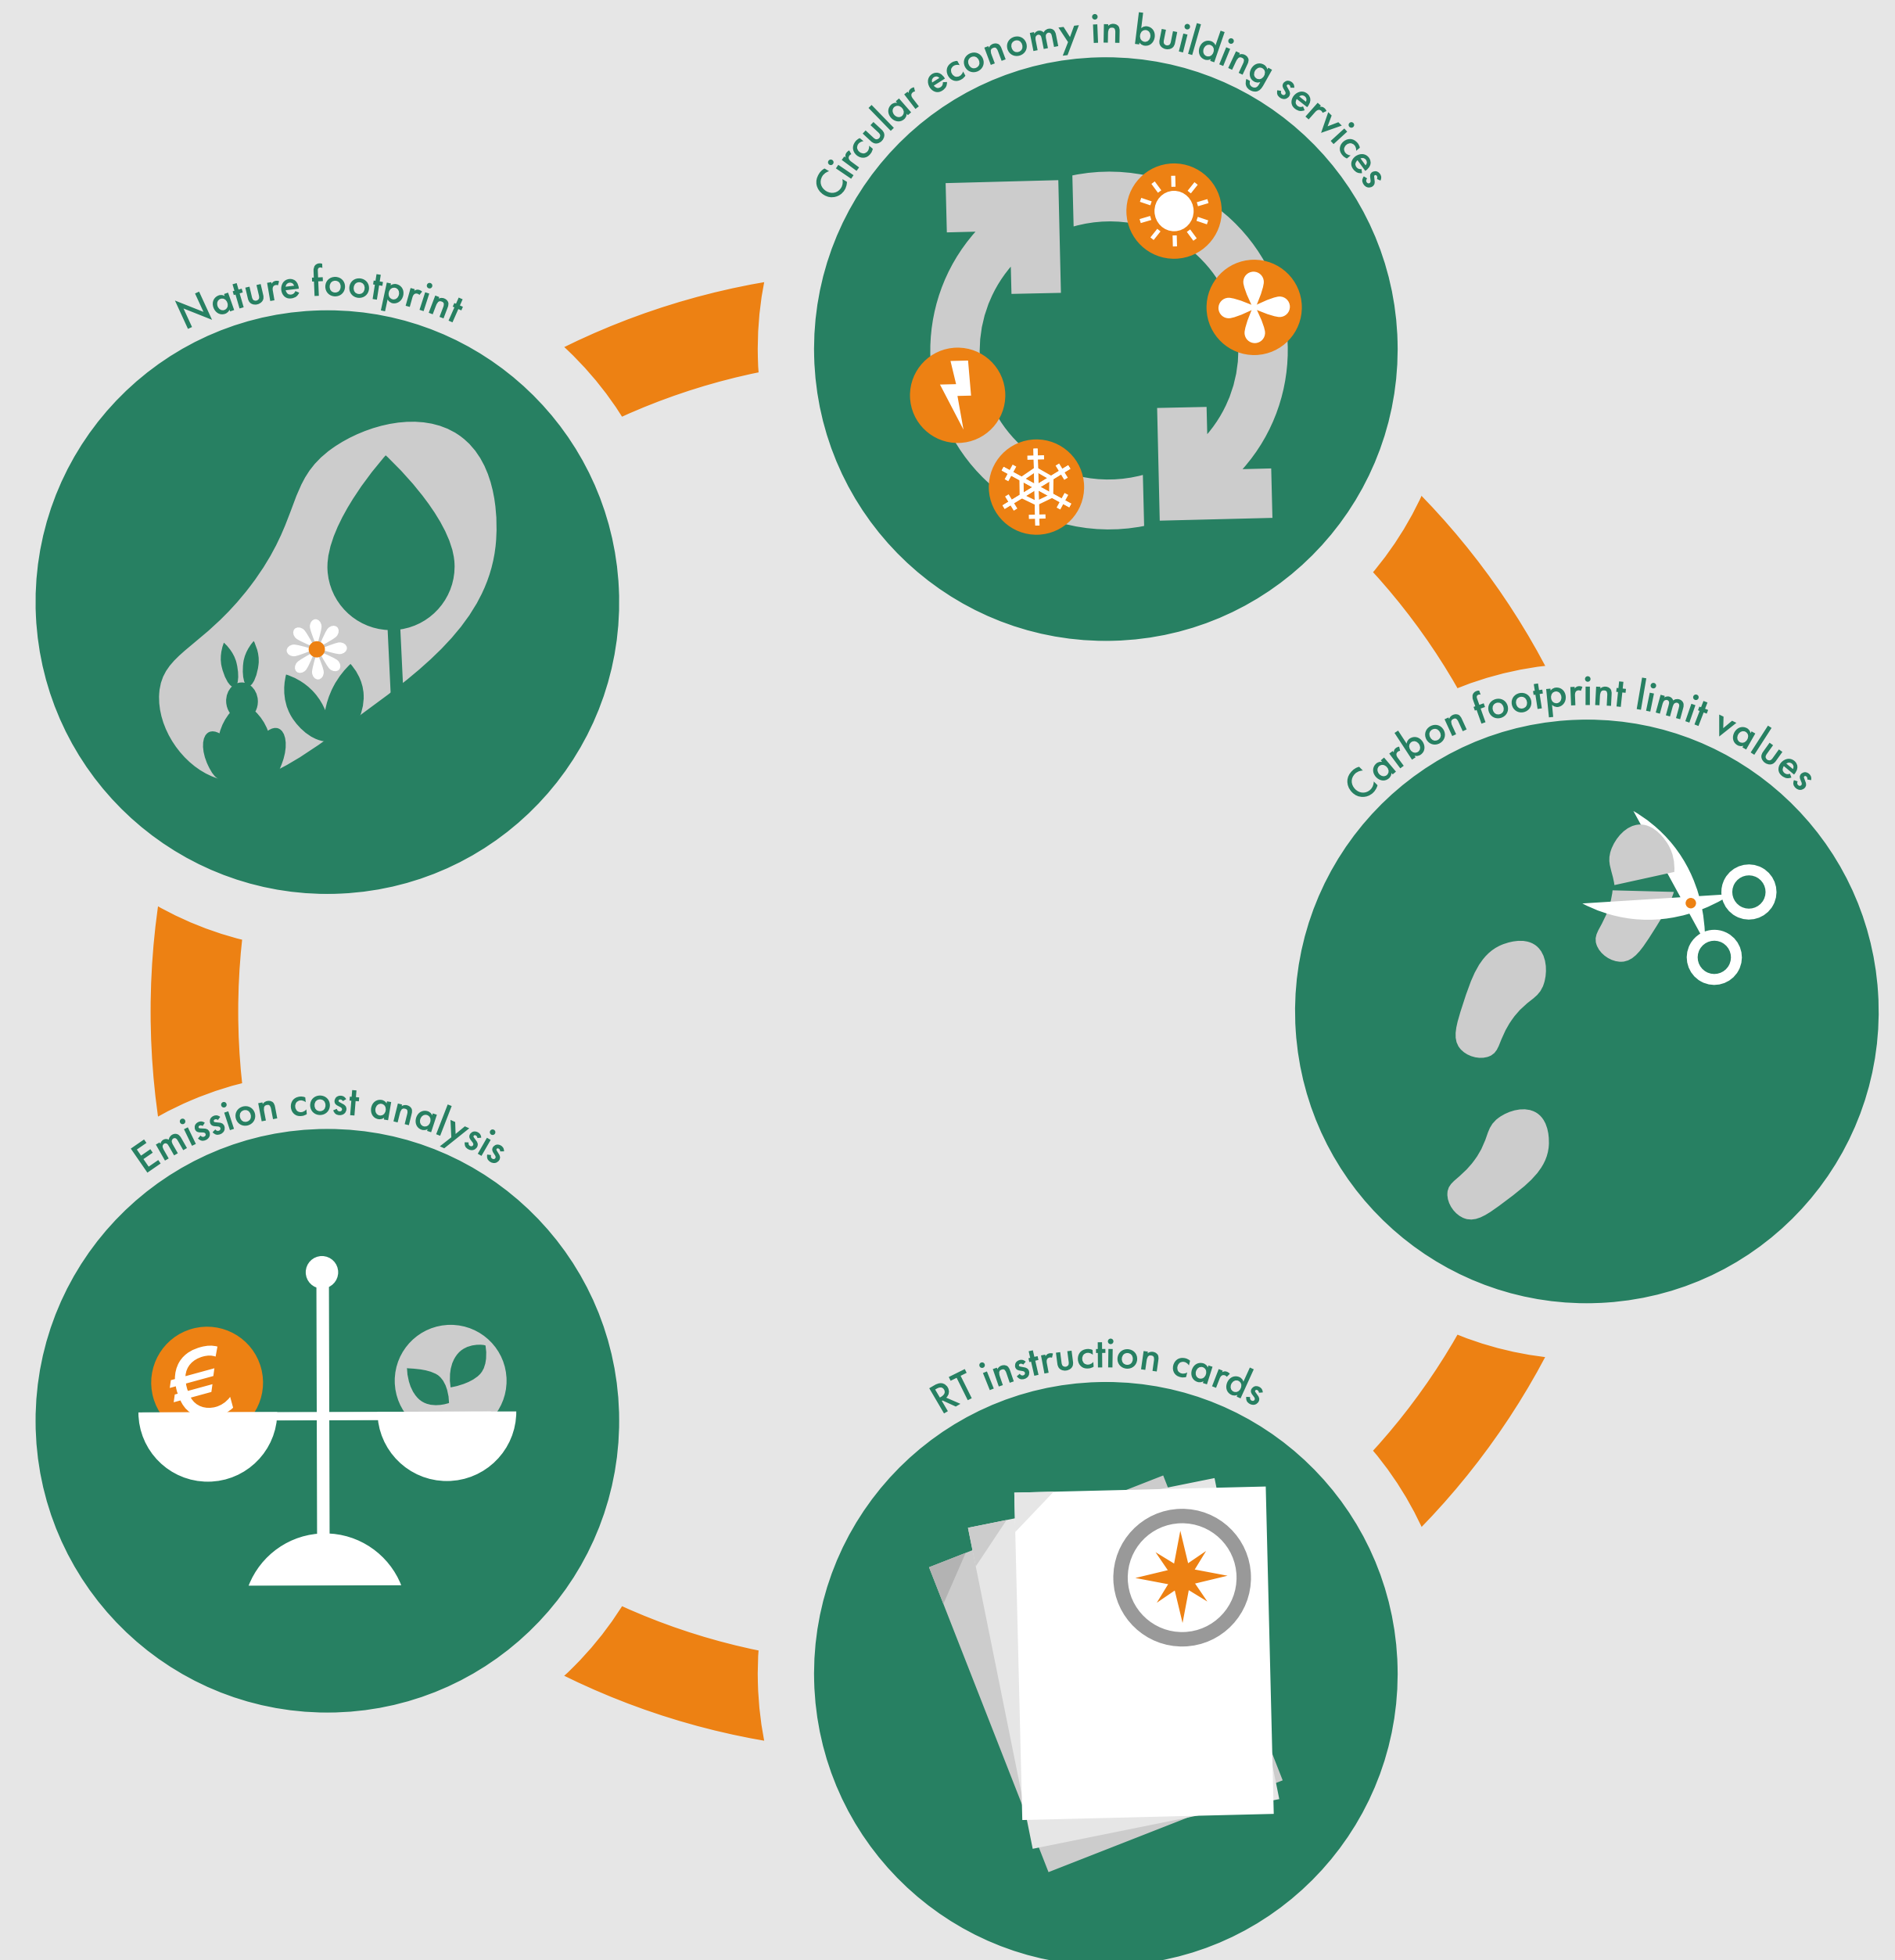 Circular economy in building services
Nature footprint
Carbon footprint limit values
Emission cost analysis
RT instruction cards
€